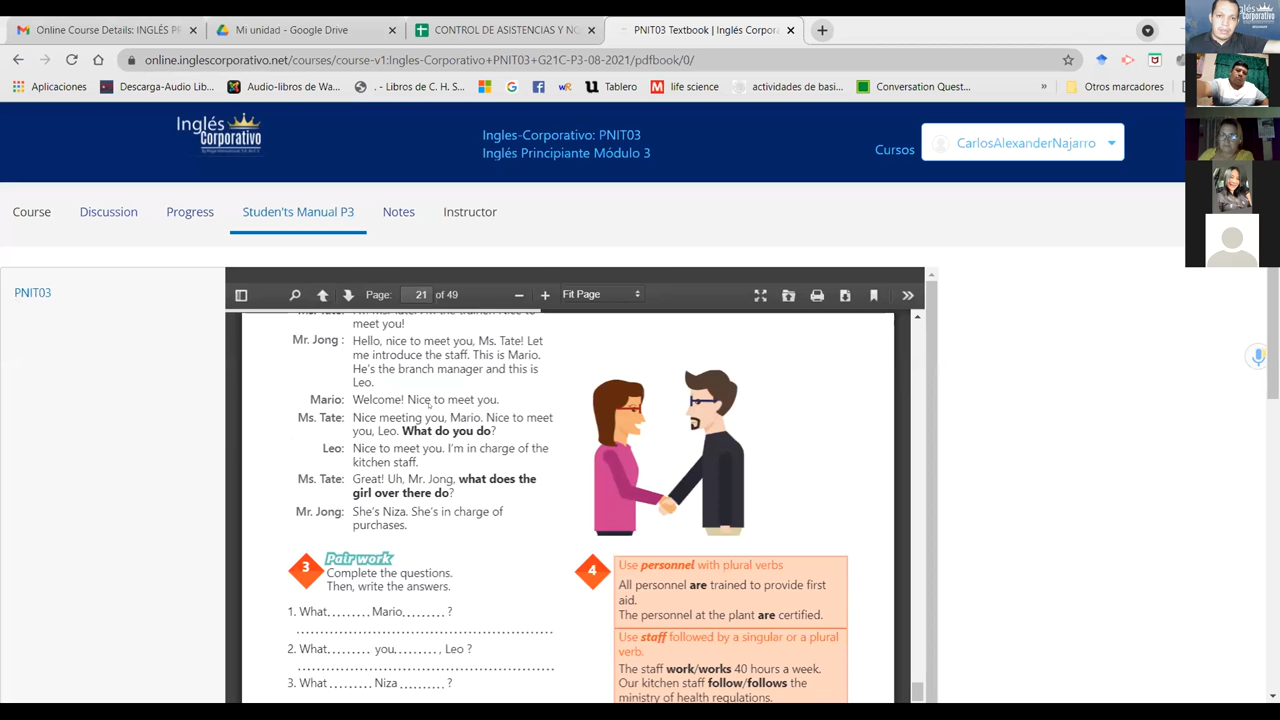 Online Course Details: INGLÉS PR
Mi unidad - Google Drive
CONTROL DE ASISTENCIAS Y NO
PNIT03 Textbook | Inglés Corpora
online.inglescorporativo.net/courses/course-v1:Ingles-Corporativo+PNIT03+G21C-P3-08-2021/pdfbook/0/
Aplicaciones
Descarga-Audio Lib...
Audio-libros de Wa...
- Libros de C. H. S...
Tablero
life science
actividades de basi...
Conversation Quest...
»
Otros marcadores
Inglés
Corporativo
Ingles-Corporativo: PNIT03
Inglés Principiante Módulo 3
Cursos
CarlosAlexanderNajarro
Course
Discussion
Progress
Studen'ts Manual P3
Notes
Instructor
PNIT03
Page: 21 of 49
Fit Page
meet you!
Mr. Jong : Hello, nice to meet you, Ms. Tate! Let
me introduce the staff. This is Mario.
He's the branch manager and this is
Leo.
Mario: Welcome! Nice to meet you.
Ms. Tate: Nice meeting you, Mario. Nice to meet
you, Leo. What do you do?
Leo: Nice to meet you. I'm in charge of the
kitchen staff.
Ms. Tate: Great! Uh, Mr. Jong, what does the
girl over there do?
Mr. Jong: She's Niza. She's in charge of
purchases.
3 Pair work
Complete the questions.
Then, write the answers.
1. What........ Mario.........?
2. What........ you........., Leo ?
3. What ........ Niza .........?
4
Use personnel with plural verbs
All personnel are trained to provide first
aid.
The personnel at the plant are certified.
Use staff followed by a singular or a plural
verb.
The staff work/works 40 hours a week.
Our kitchen staff follow/follows the
ministry of health regulations.